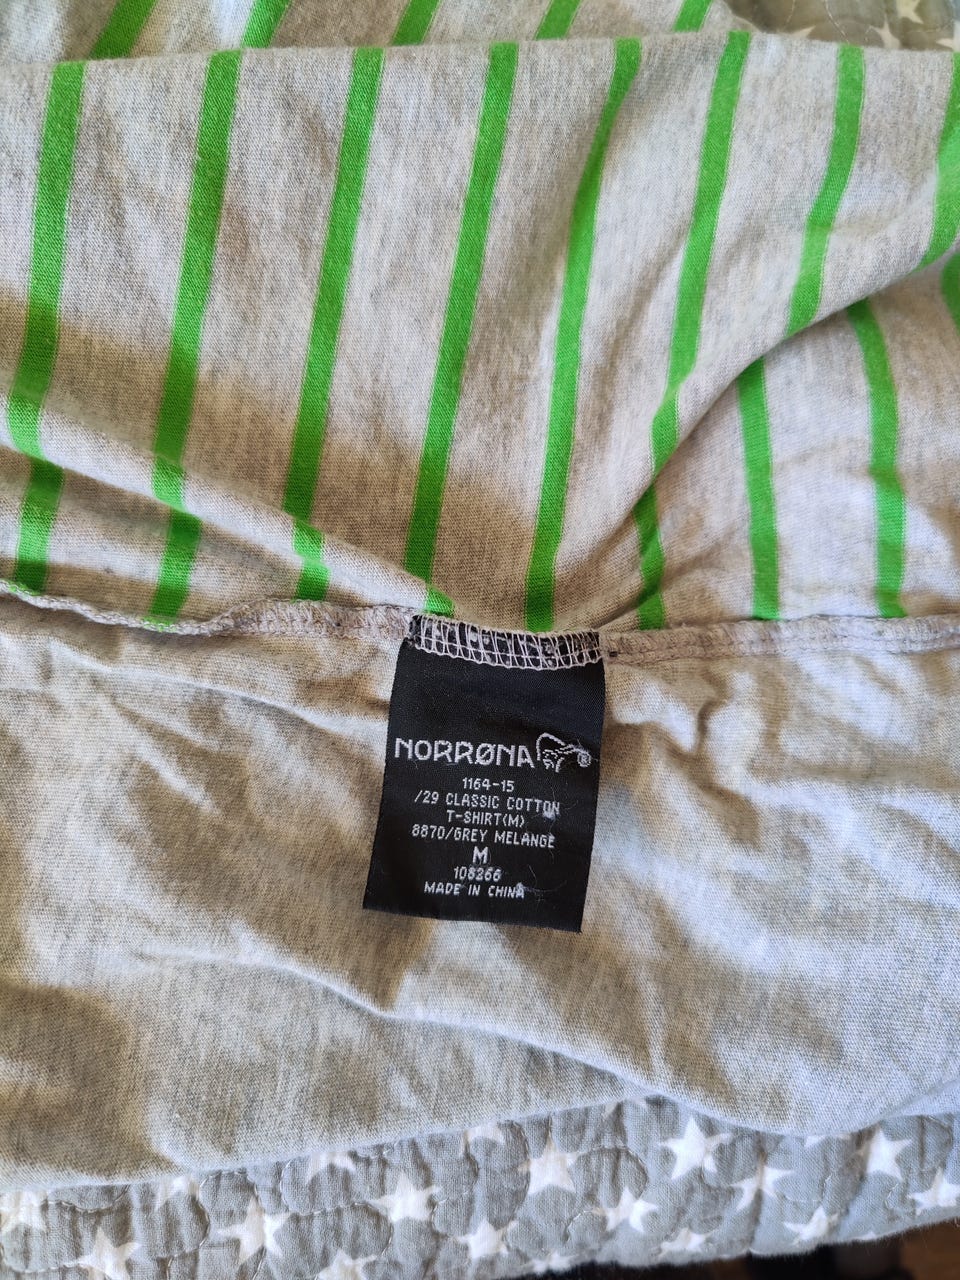 NORRØNA®
1164-15
/29 CLASSIC COTTON
T-SHIRT(M)
8870/GREY MELANGE
M
108266
MADE IN CHINA